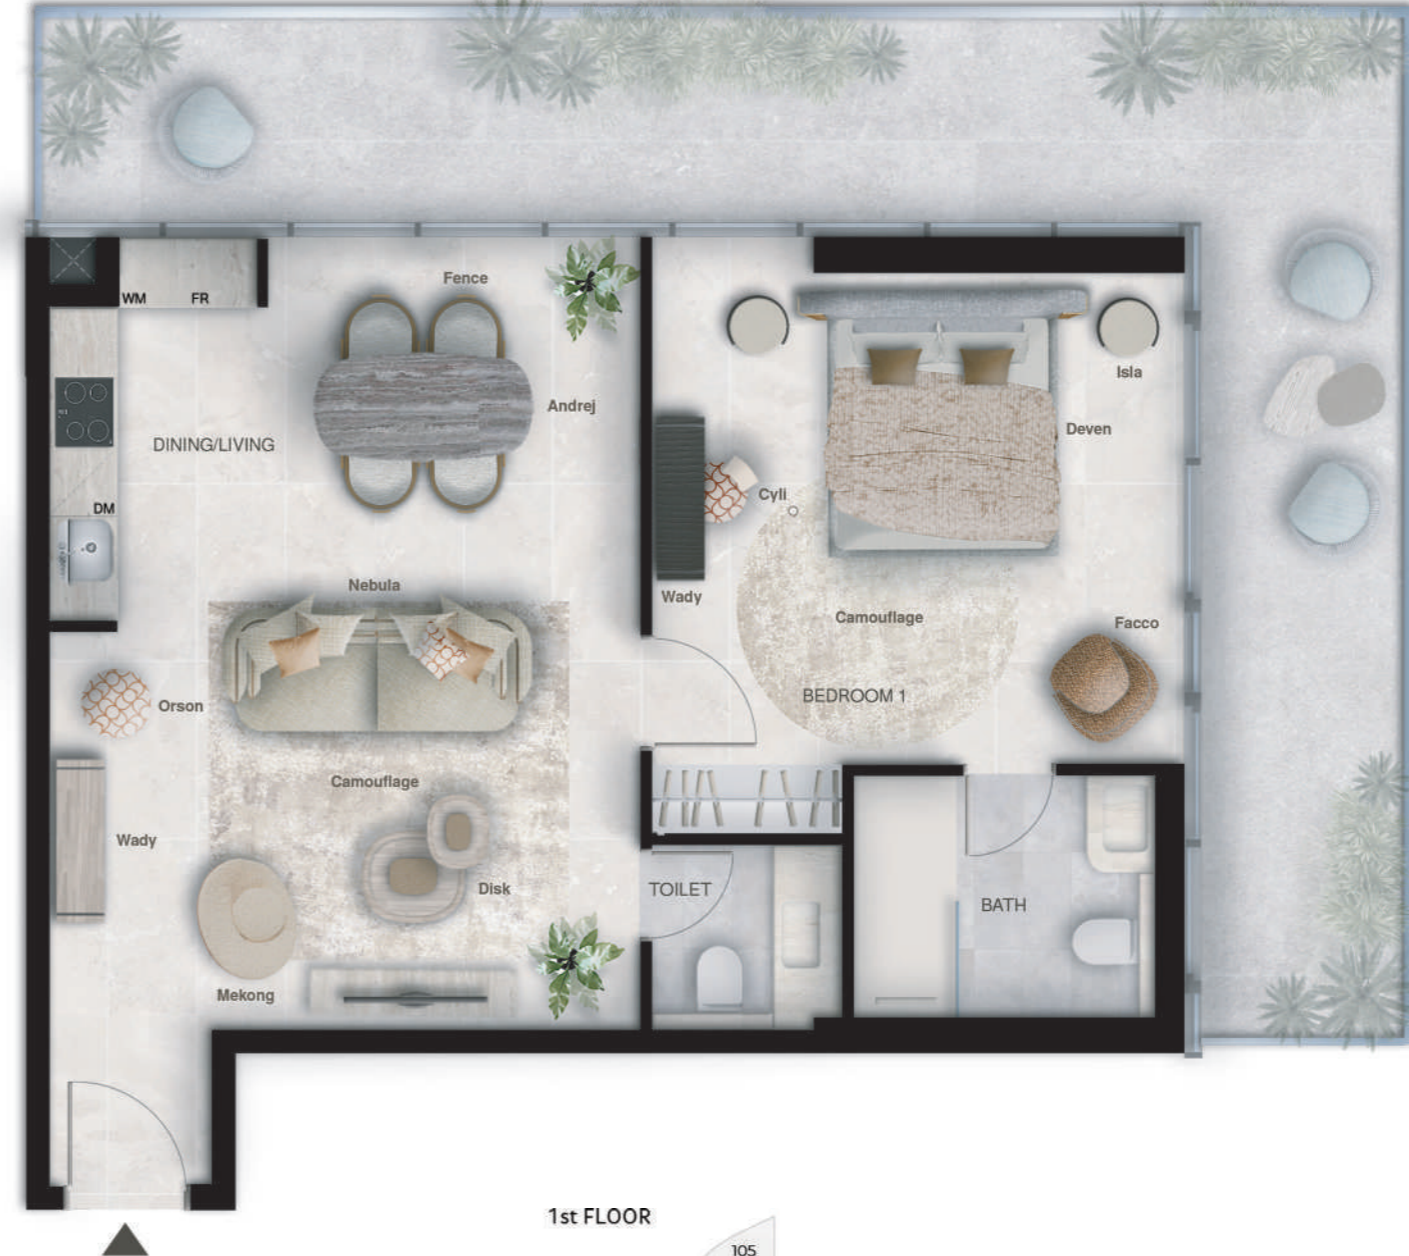 Fence
WM FR
Isla
Andrej
Deven
DINING/LIVING
Cyli
DM
Nebula
Wady
Camouflage
Facco
BEDROOM 1
Orson
Camouflage
Wady
Disk
TOILET
BATH
Mekong
1st FLOOR
105